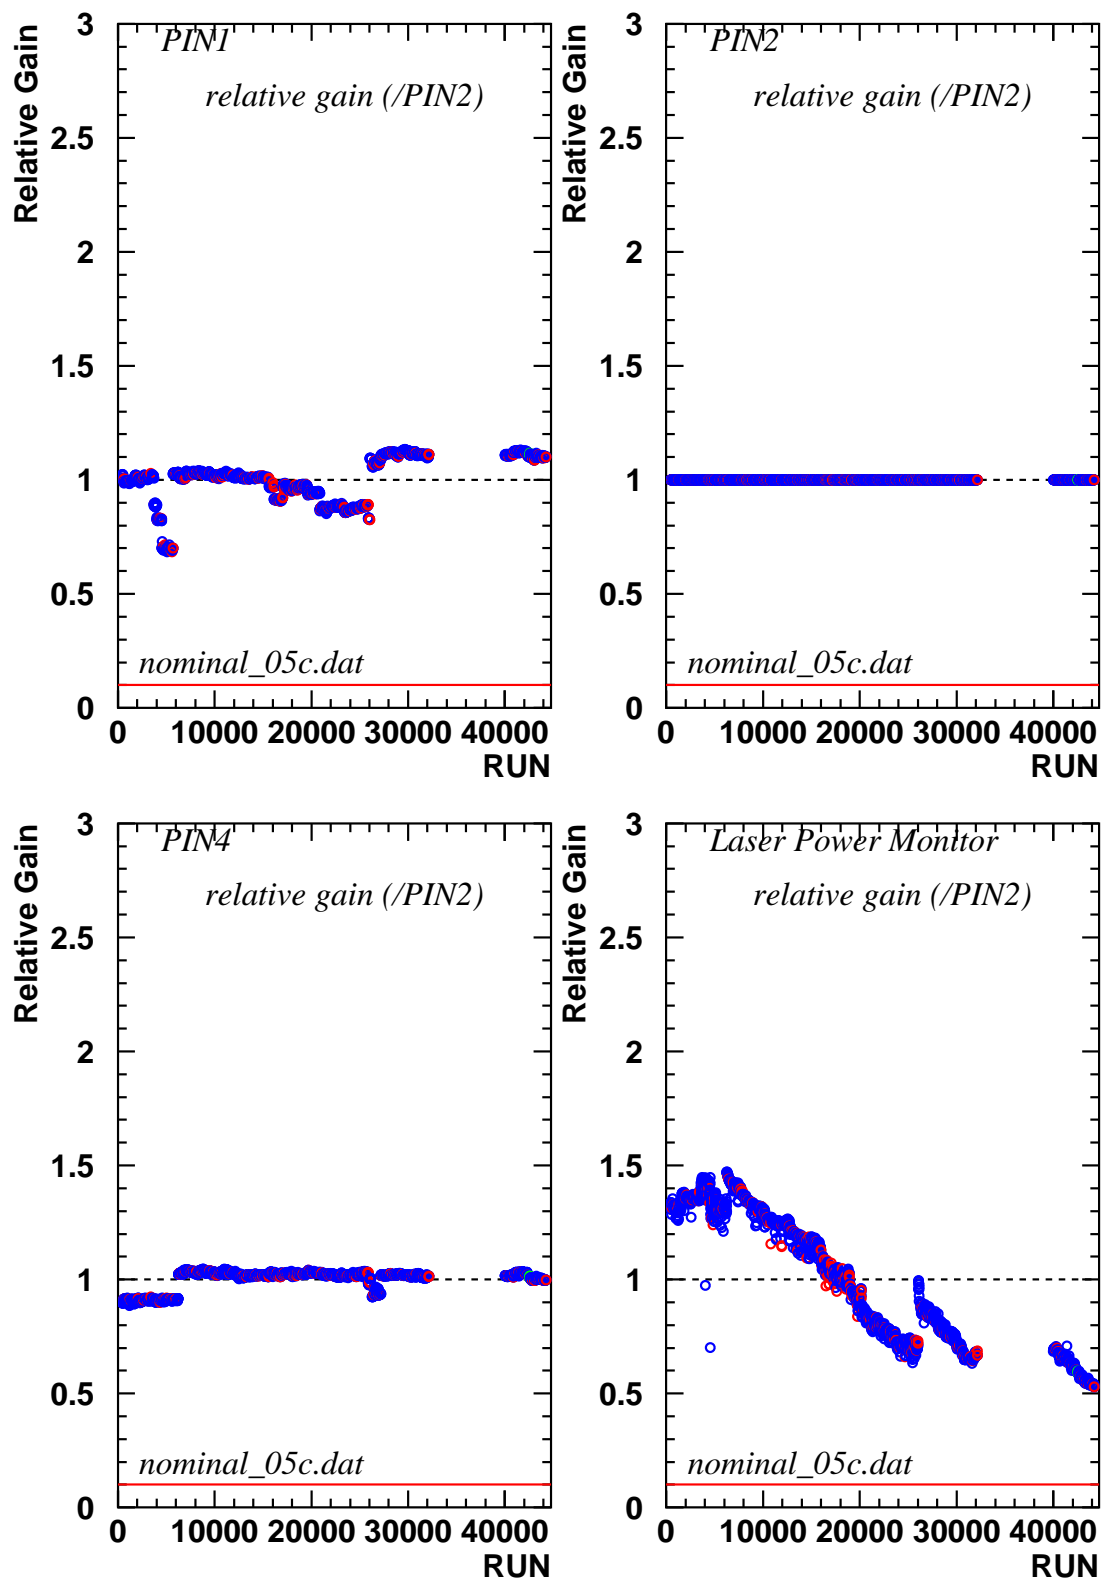 PIN1
relative gain (/PIN2)
Relative Gain
3
2.5
2
1.5
1
0.5
0
nominal_05c.dat
0 10000 20000 30000 40000
RUN
PIN2
relative gain (/PIN2)
Relative Gain
3
2.5
2
1.5
1
0.5
0
nominal_05c.dat
0 10000 20000 30000 40000
RUN
PIN4
relative gain (/PIN2)
Relative Gain
3
2.5
2
1.5
1
0.5
0
nominal_05c.dat
0 10000 20000 30000 40000
RUN
Laser Power Monitor
relative gain (/PIN2)
Relative Gain
3
2.5
2
1.5
1
0.5
0
nominal_05c.dat
0 10000 20000 30000 40000
RUN